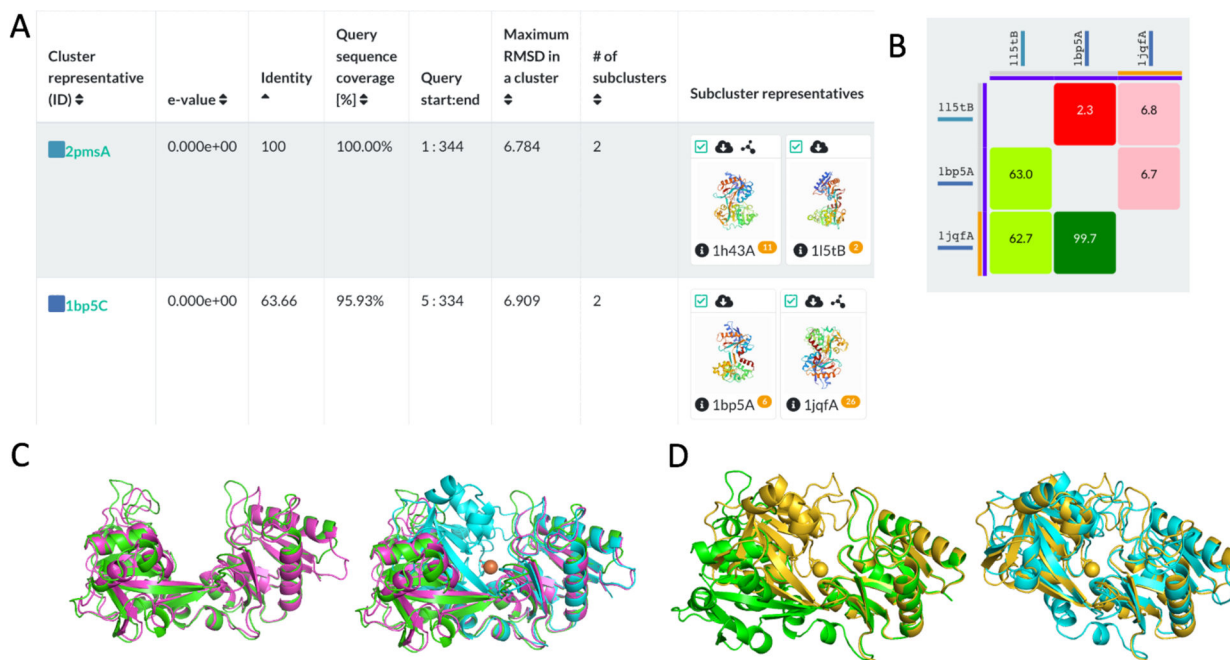 A
Cluster representative (ID)
e-value
Identity
Query sequence coverage [%]
Query start:end
Maximum RMSD in a cluster
# of subclusters
Subcluster representatives
2pmsA 0.000e+00 100 100.00% 1 : 344 6.784 2
1h43A 11 1l5tB 2
1bp5C 0.000e+00 63.66 95.93% 5 : 334 6.909 2
1bp5A 6 1jqfA 26
B
1l5tB 1bp5A 1jqfA
1l5tB 2.3 6.8
1bp5A 63.0 6.7
1jqfA 62.7 99.7
C
D